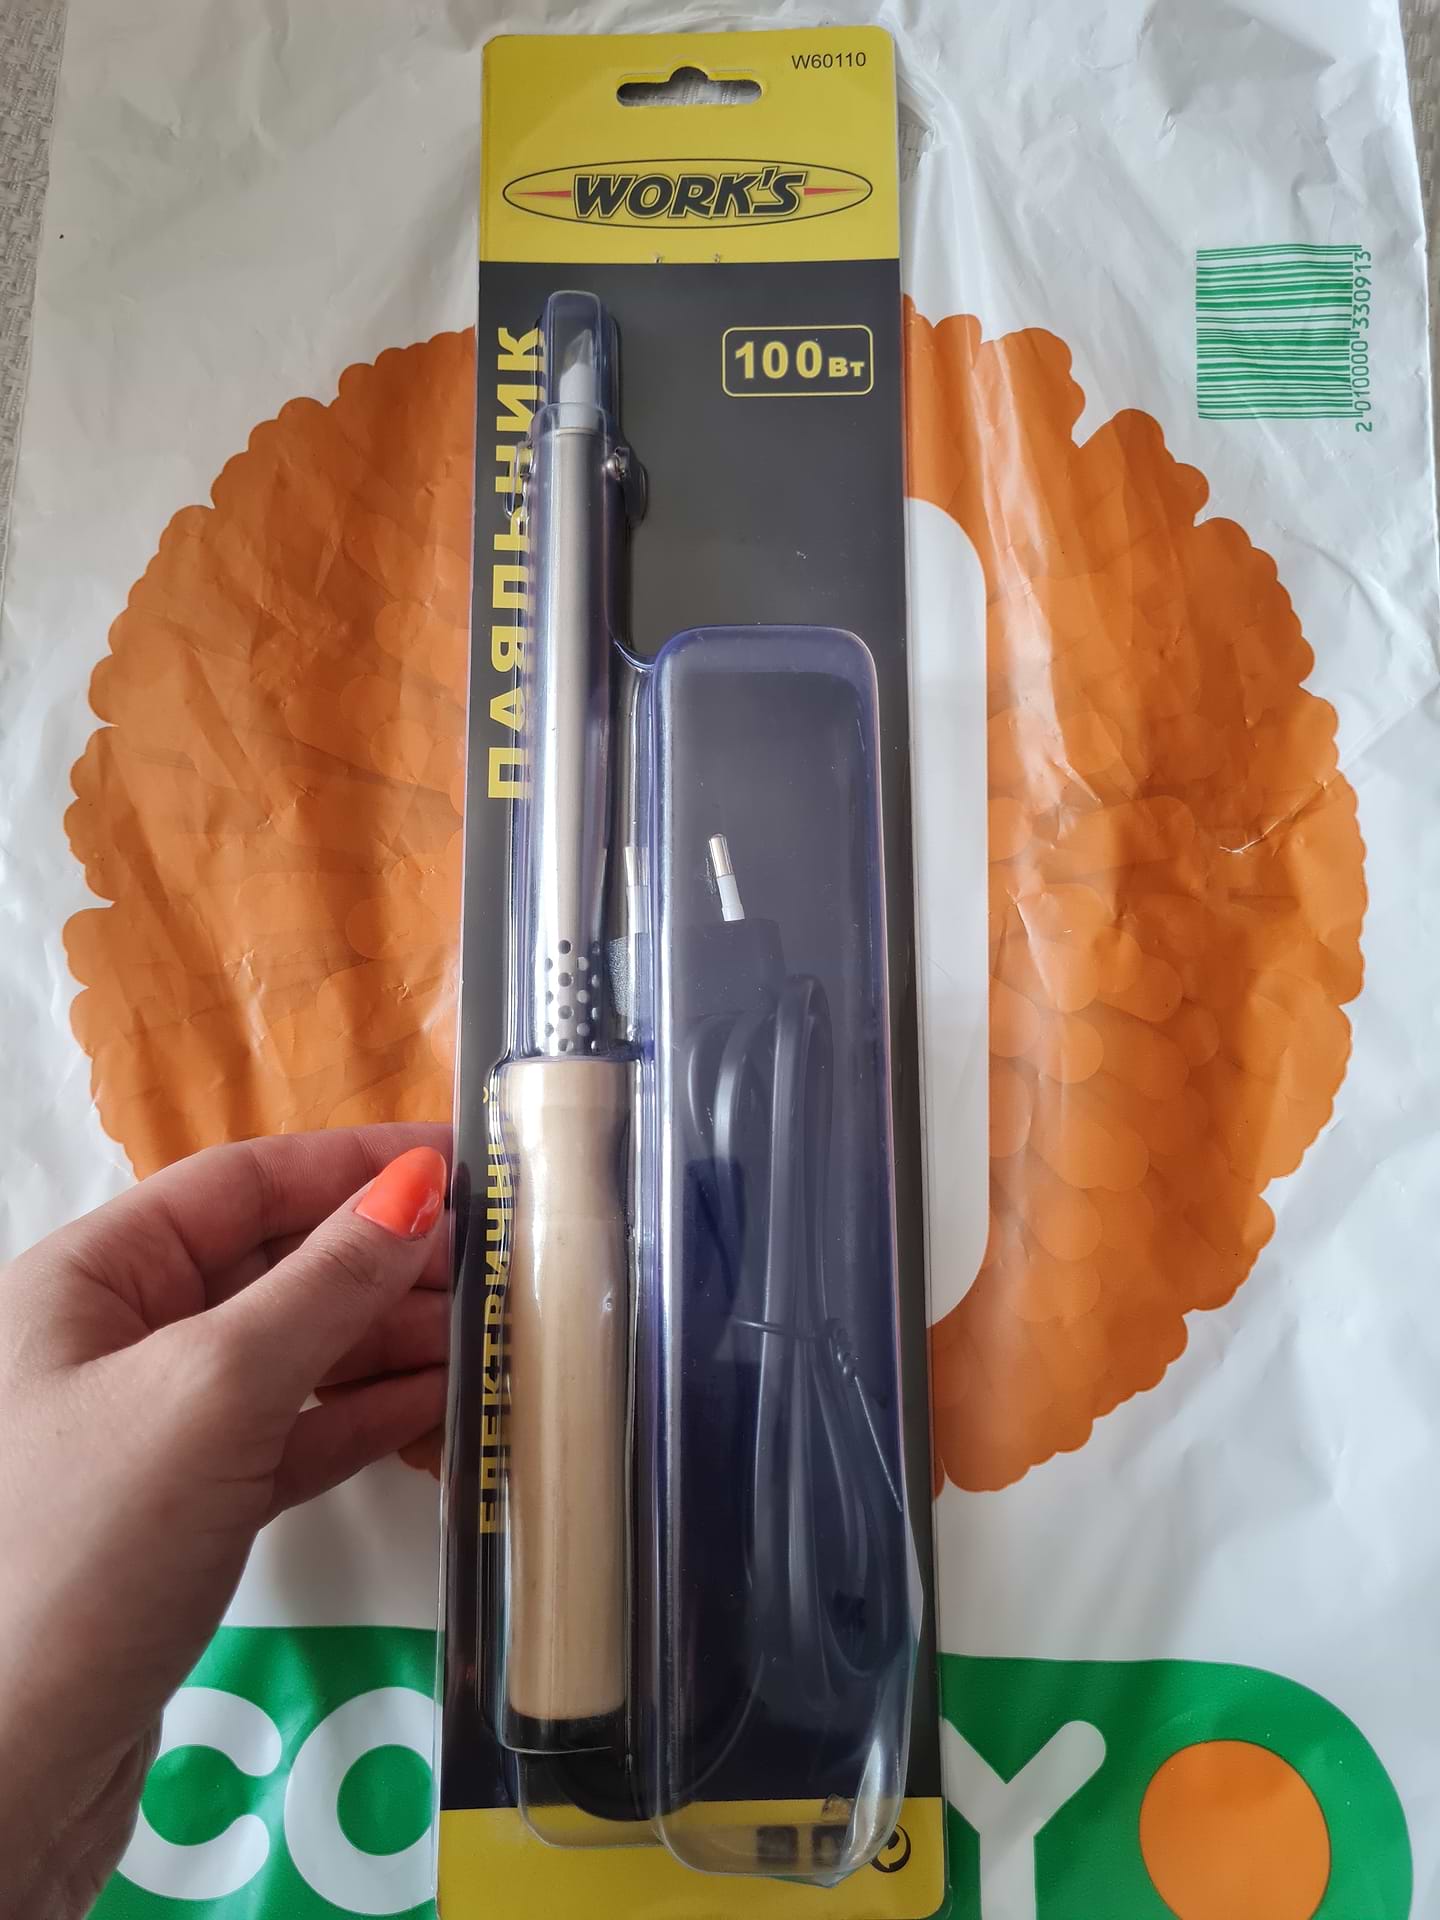 W60110
WORK'S
100Вт
ПАЯЛЬНИК
ЕЛЕКТРИЧНИЙ
2 010000 330913